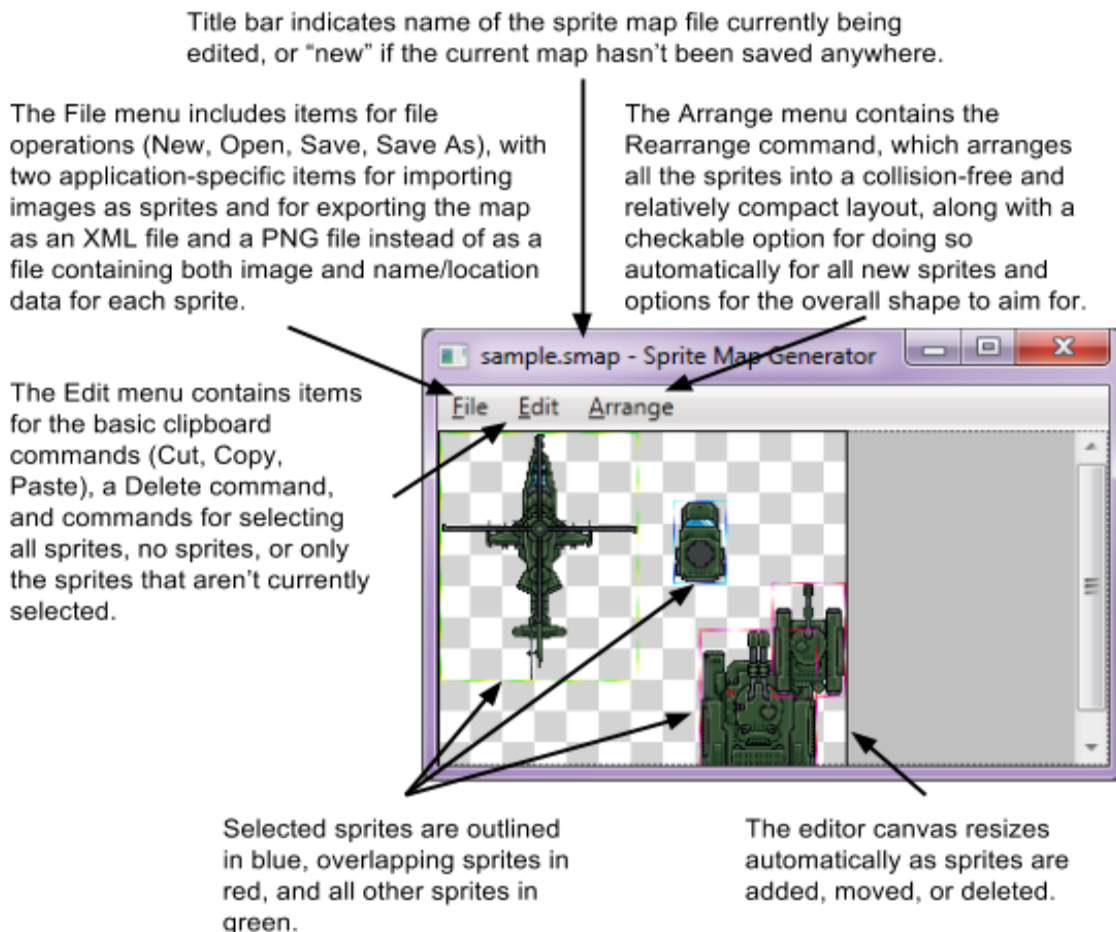 Title bar indicates name of the sprite map file currently being
edited, or “new” if the current map hasn’t been saved anywhere.
The File menu includes items for file
operations (New, Open, Save, Save As), with
two application-specific items for importing
images as sprites and for exporting the map
as an XML file and a PNG file instead of as a
file containing both image and name/location
data for each sprite.
The Arrange menu contains the
Rearrange command, which arranges
all the sprites into a collision-free and
relatively compact layout, along with a
checkable option for doing so
automatically for all new sprites and
options for the overall shape to aim for.
sample.smap - Sprite Map Generator
File Edit Arrange
The Edit menu contains items
for the basic clipboard
commands (Cut, Copy,
Paste), a Delete command,
and commands for selecting
all sprites, no sprites, or only
the sprites that aren’t currently
selected.
Selected sprites are outlined
in blue, overlapping sprites in
red, and all other sprites in
green.
The editor canvas resizes
automatically as sprites are
added, moved, or deleted.